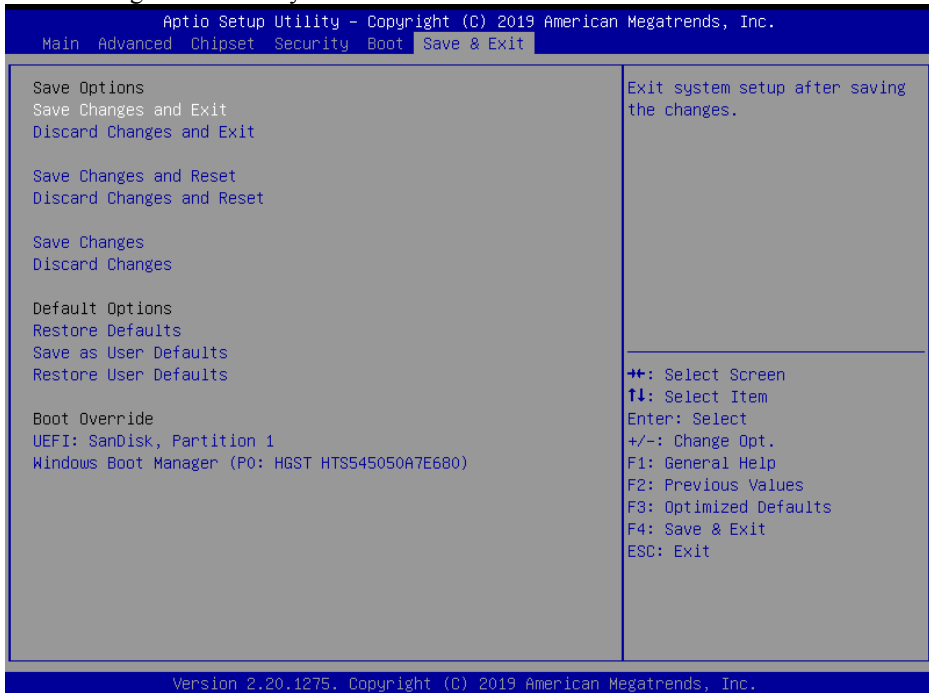 Aptio Setup Utility – Copyright (C) 2019 American Megatrends, Inc.
Main Advanced Chipset Security Boot Save & Exit
Save Options
Save Changes and Exit
Discard Changes and Exit
Save Changes and Reset
Discard Changes and Reset
Save Changes
Discard Changes
Default Options
Restore Defaults
Save as User Defaults
Restore User Defaults
Boot Override
UEFI: SanDisk, Partition 1
Windows Boot Manager (P0: HGST HTS545050A7E680)
Exit system setup after saving
the changes.
→←: Select Screen
↑↓: Select Item
Enter: Select
+/-: Change Opt.
F1: General Help
F2: Previous Values
F3: Optimized Defaults
F4: Save & Exit
ESC: Exit
Version 2.20.1275. Copyright (C) 2019 American Megatrends, Inc.